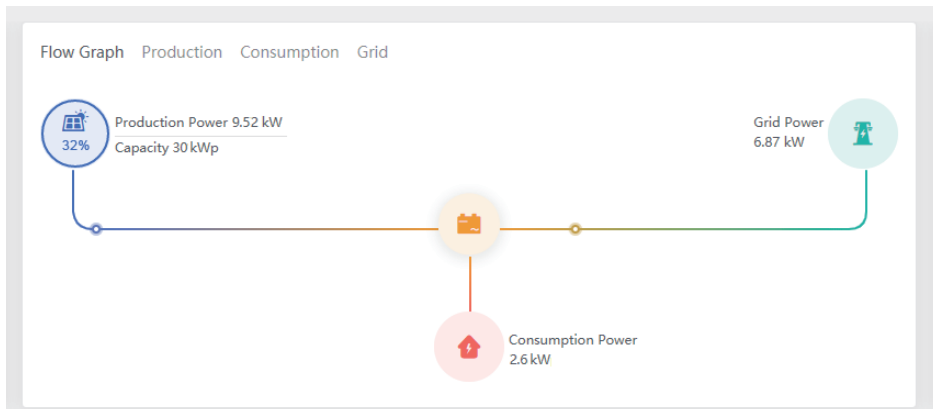 Flow Graph Production Consumption Grid
32%
Production Power 9.52 kW
Capacity 30 kWp
Grid Power
6.87 kW
Consumption Power
2.6 kW